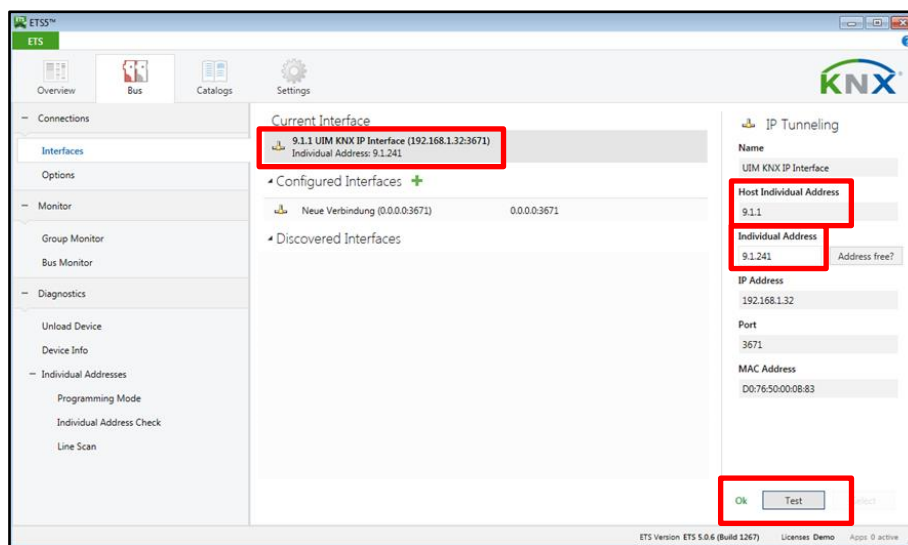 ETS5™
ETS
Overview
Bus
Catalogs
Settings
KNX
Connections
Interfaces
Options
Monitor
Group Monitor
Bus Monitor
Diagnostics
Unload Device
Device Info
Individual Addresses
Programming Mode
Individual Address Check
Line Scan
Current Interface
9.1.1 UIM KNX IP Interface (192.168.1.32:3671)
Individual Address: 9.1.241
Configured Interfaces
Neue Verbindung (0.0.0.0:3671) 0.0.0.0:3671
Discovered Interfaces
IP Tunneling
Name
UIM KNX IP Interface
Host Individual Address
9.1.1
Individual Address
9.1.241 Address free?
IP Address
192.168.1.32
Port
3671
MAC Address
D0:76:50:00:0B:83
Ok Test
ETS Version ETS 5.0.6 (Build 1267) Licenses Demo Apps 0 active